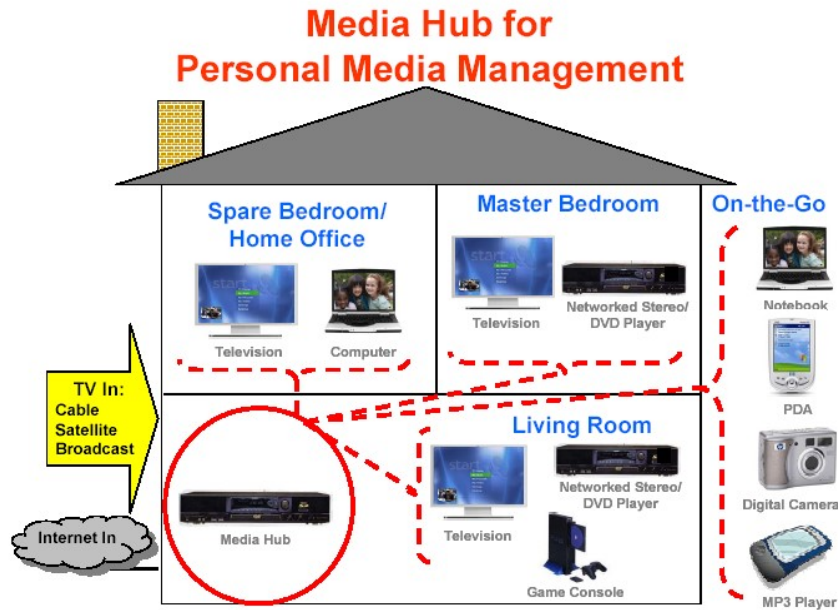 Media Hub for
Personal Media Management
Spare Bedroom/
Home Office
Master Bedroom
On-the-Go
Television
Computer
Television
Networked Stereo/
DVD Player
Notebook
PDA
TV In:
Cable
Satellite
Broadcast
Internet In
Media Hub
Living Room
Television
Networked Stereo/
DVD Player
Game Console
Digital Camera
MP3 Player